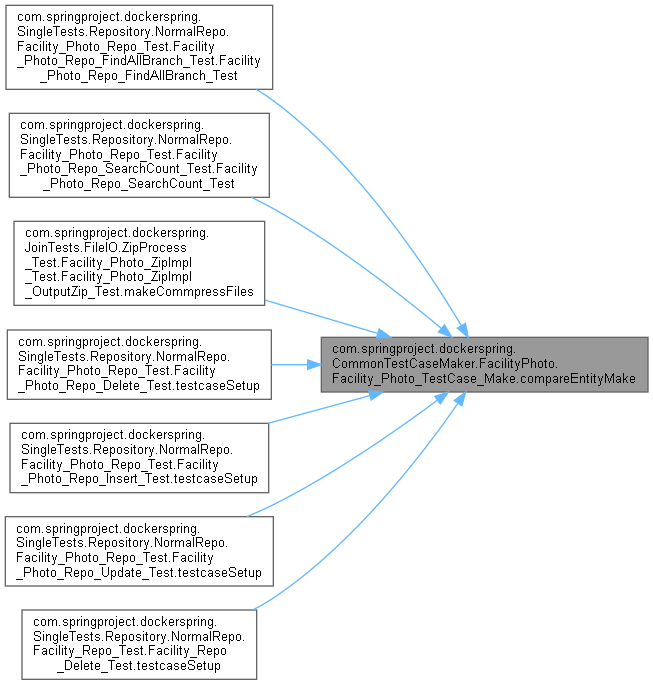 com.springproject.dockerspring.
SingleTests.Repository.NormalRepo.
Facility_Photo_Repo_Test.Facility
_Photo_Repo_FindAllBranch_Test.Facility
_Photo_Repo_FindAllBranch_Test
com.springproject.dockerspring.
SingleTests.Repository.NormalRepo.
Facility_Photo_Repo_Test.Facility
_Photo_Repo_SearchCount_Test.Facility
_Photo_Repo_SearchCount_Test
com.springproject.dockerspring.
JoinTests.FileIO.ZipProcess
_Test.Facility_Photo_ZipImpl
_Test.Facility_Photo_ZipImpl
_OutputZip_Test.makeCommpressFiles
com.springproject.dockerspring.
SingleTests.Repository.NormalRepo.
Facility_Photo_Repo_Test.Facility
_Photo_Repo_Delete_Test.testcaseSetup
com.springproject.dockerspring.
CommonTestCaseMaker.FacilityPhoto.
Facility_Photo_TestCase_Make.compareEntityMake
com.springproject.dockerspring.
SingleTests.Repository.NormalRepo.
Facility_Photo_Repo_Test.Facility
_Photo_Repo_Insert_Test.testcaseSetup
com.springproject.dockerspring.
SingleTests.Repository.NormalRepo.
Facility_Photo_Repo_Test.Facility
_Photo_Repo_Update_Test.testcaseSetup
com.springproject.dockerspring.
SingleTests.Repository.NormalRepo.
Facility_Repo_Test.Facility_Repo
_Delete_Test.testcaseSetup